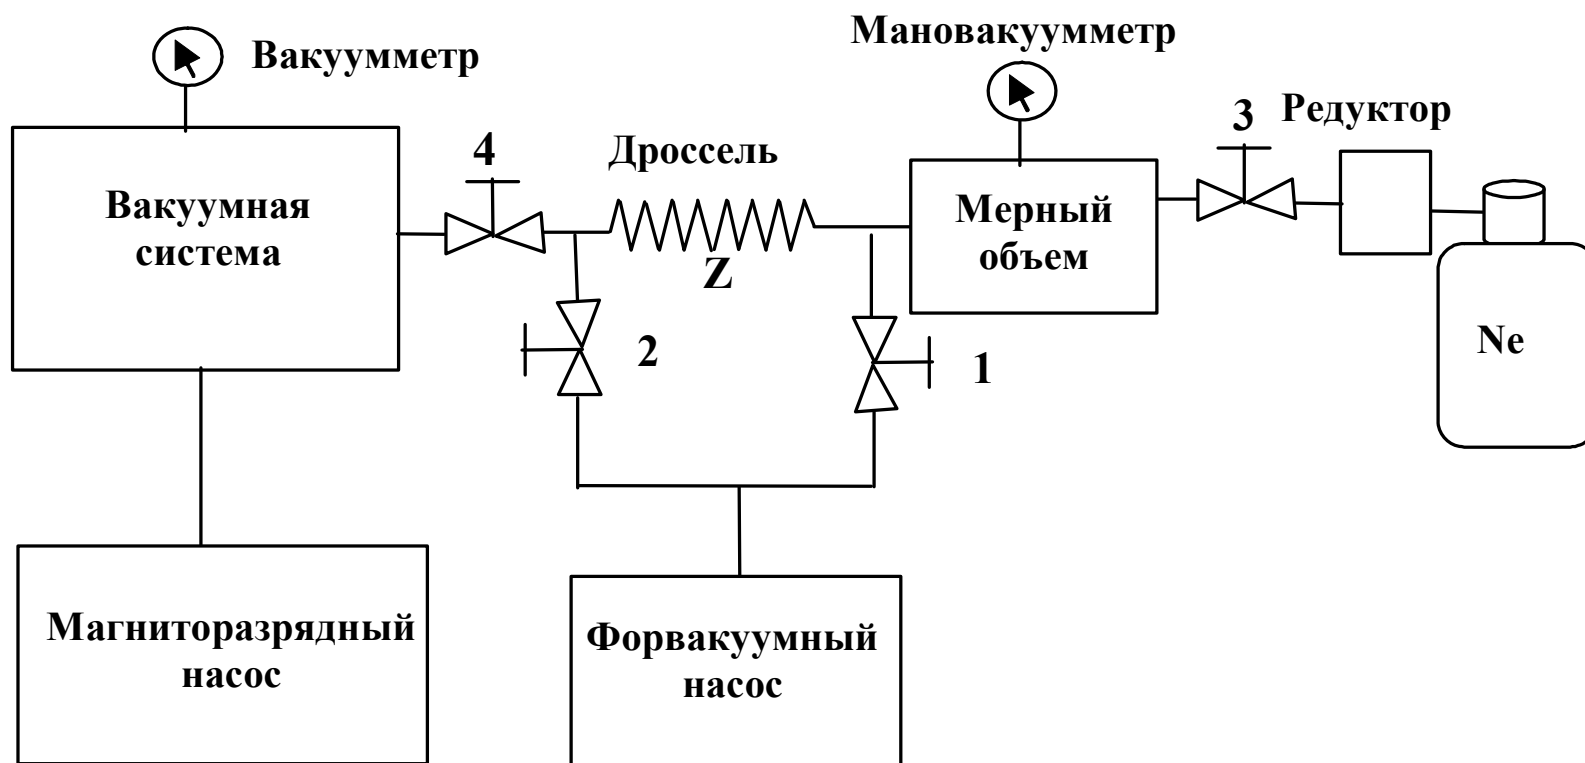 Мановакуумметр
Вакуумметр
3 Редуктор
4
Дроссель
Вакуумная
система
Мерный
объем
Z
Ne
2
1
Магниторазрядный
насос
Форвакуумный
насос